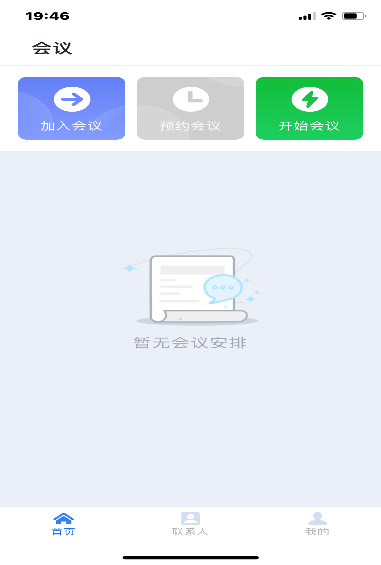 19:46
会议
加入会议
预约会议
开始会议
暂无会议安排
首页
联系人
我的